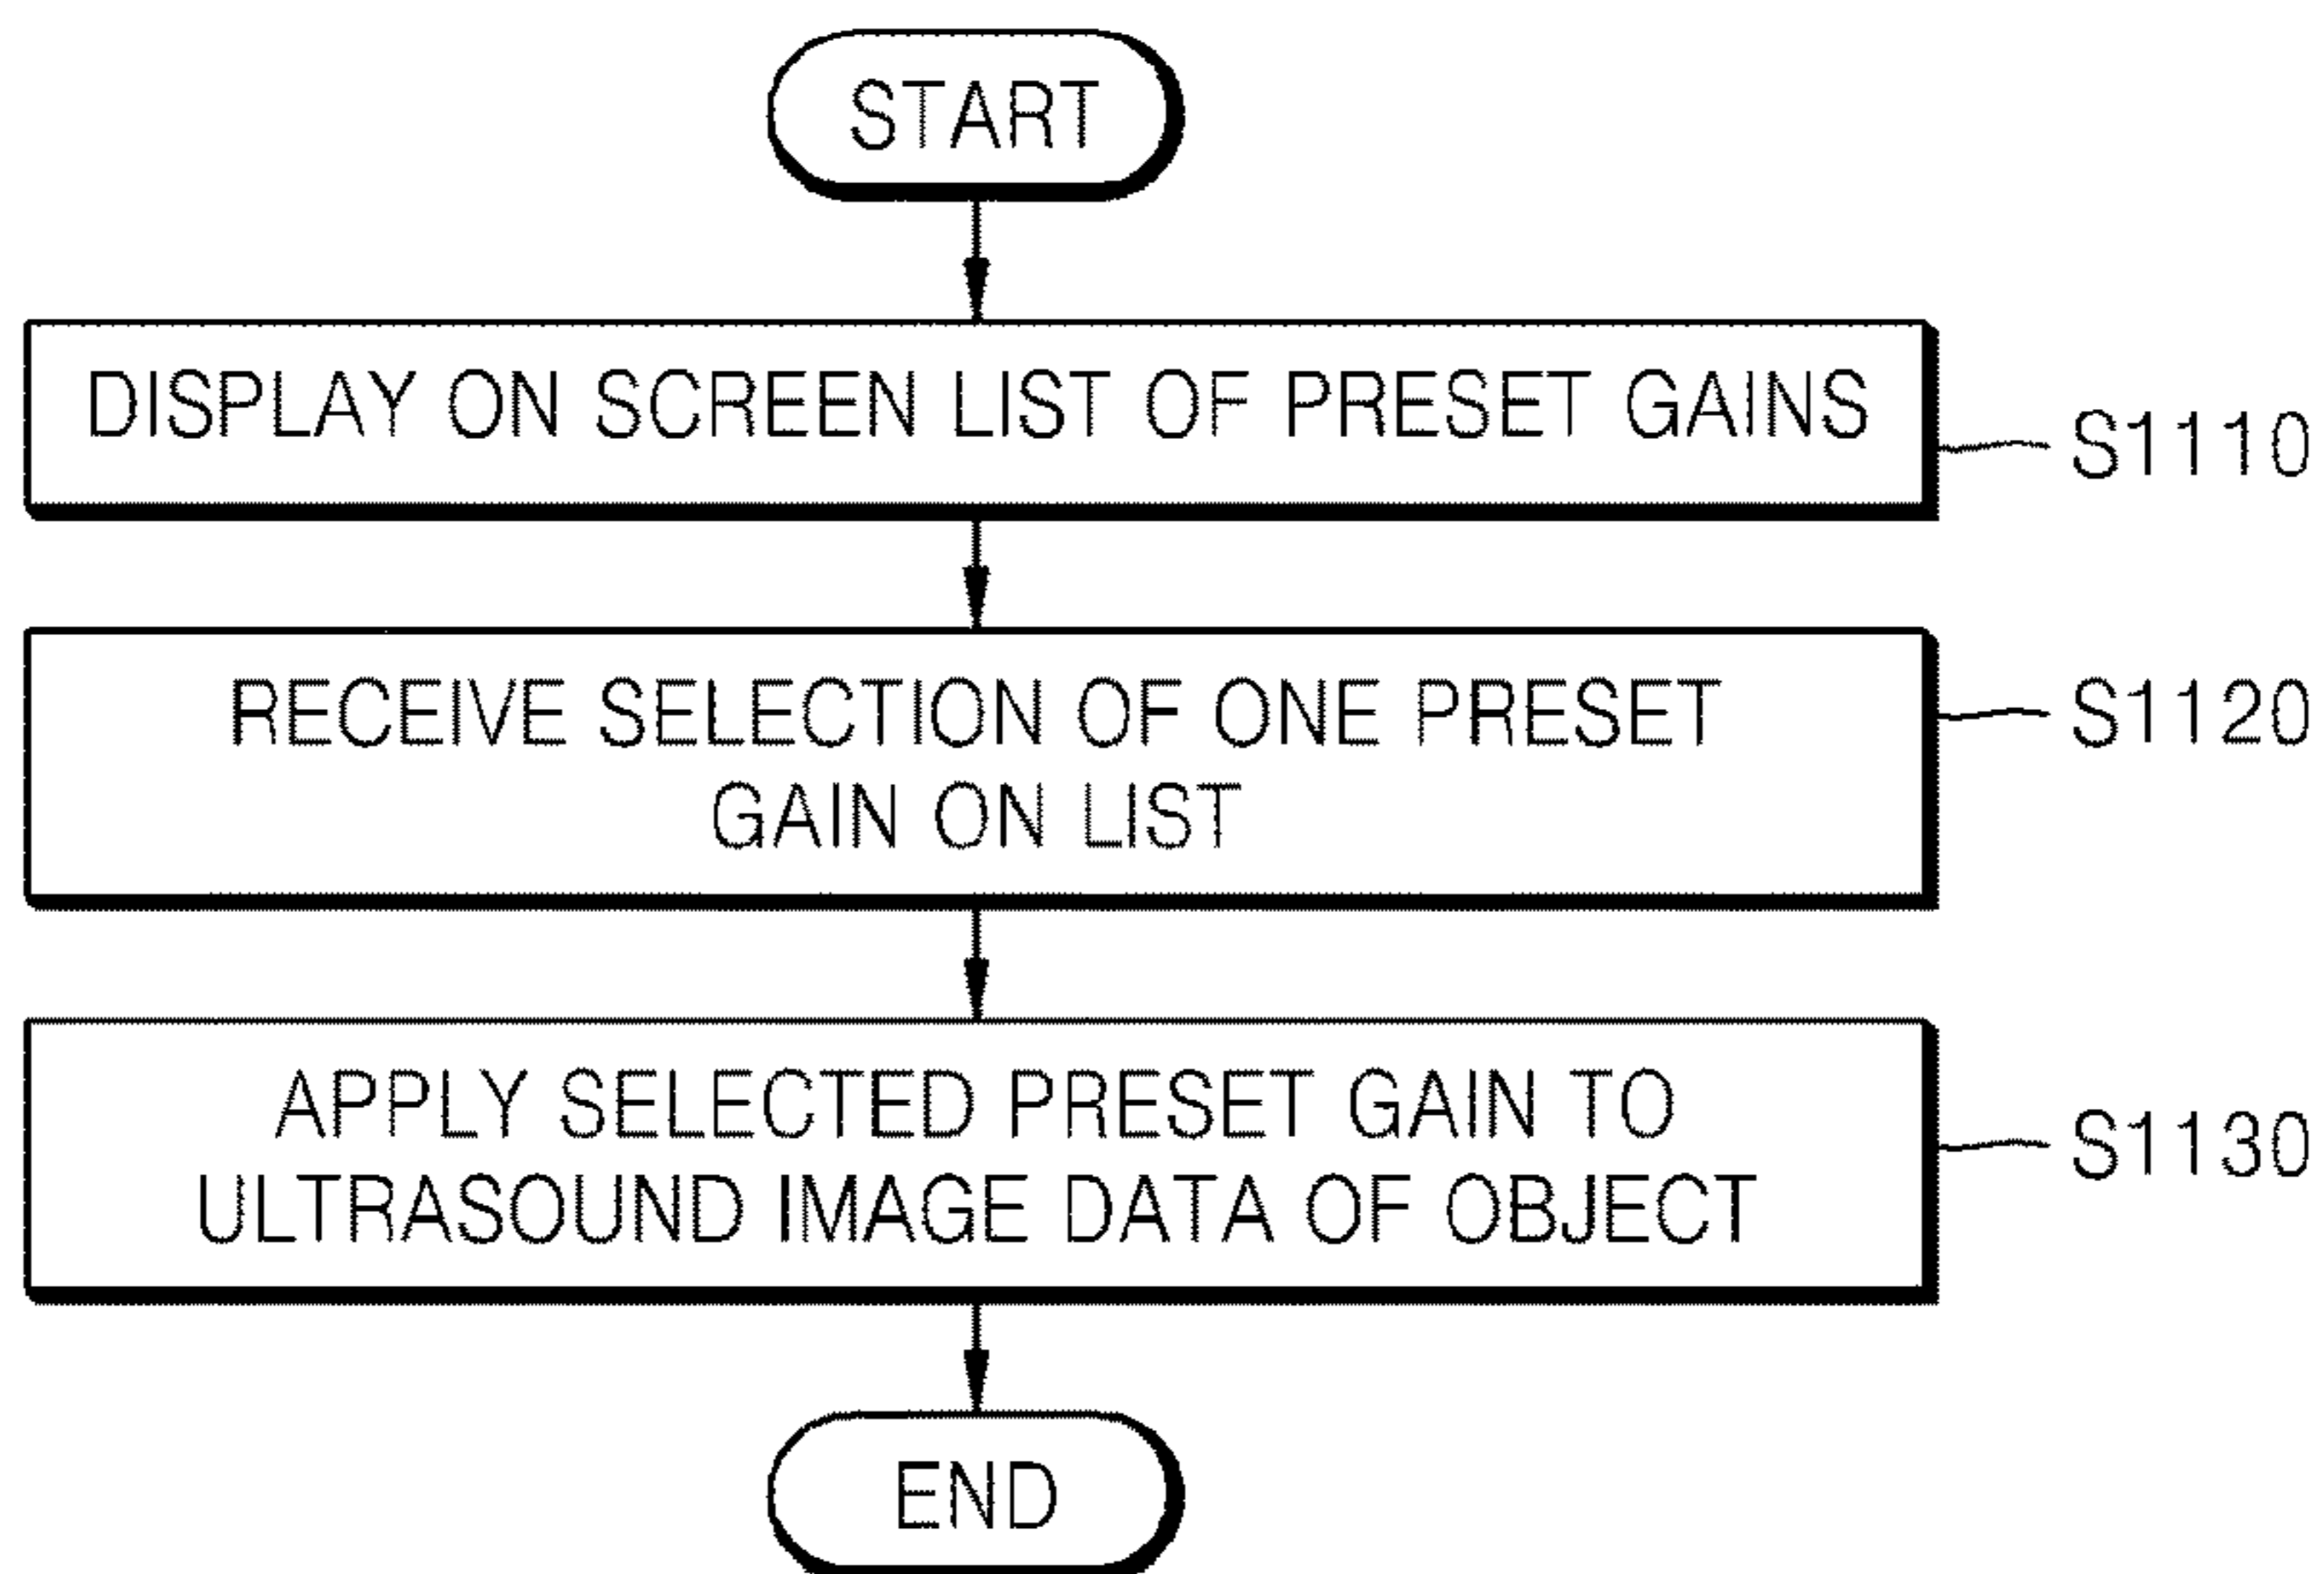 START
DISPLAY ON SCREEN LIST OF PRESET GAINS
S1110
RECEIVE SELECTION OF ONE PRESET
GAIN ON LIST
S1120
APPLY SELECTED PRESET GAIN TO
ULTRASOUND IMAGE DATA OF OBJECT
S1130
END